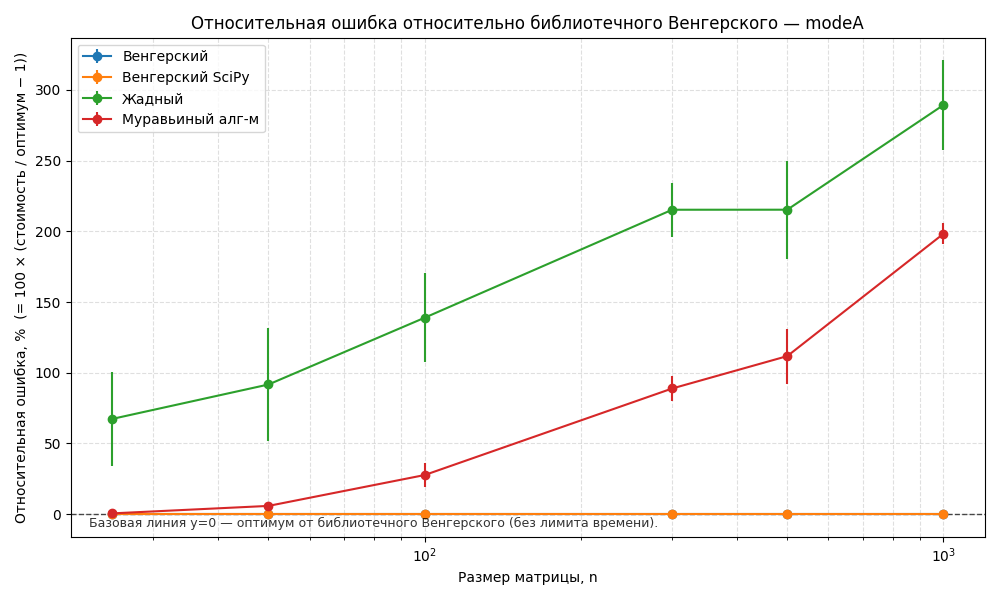 Относительная ошибка относительно библиотечного Венгерского — modeA
Относительная ошибка, % (= 100 × (стоимость / оптимум − 1))
Венгерский
Венгерский SciPy
Жадный
Муравьиный алг-м
300
250
200
150
100
50
0
Базовая линия y=0 — оптимум от библиотечного Венгерского (без лимита времени).
10² 10³
Размер матрицы, n